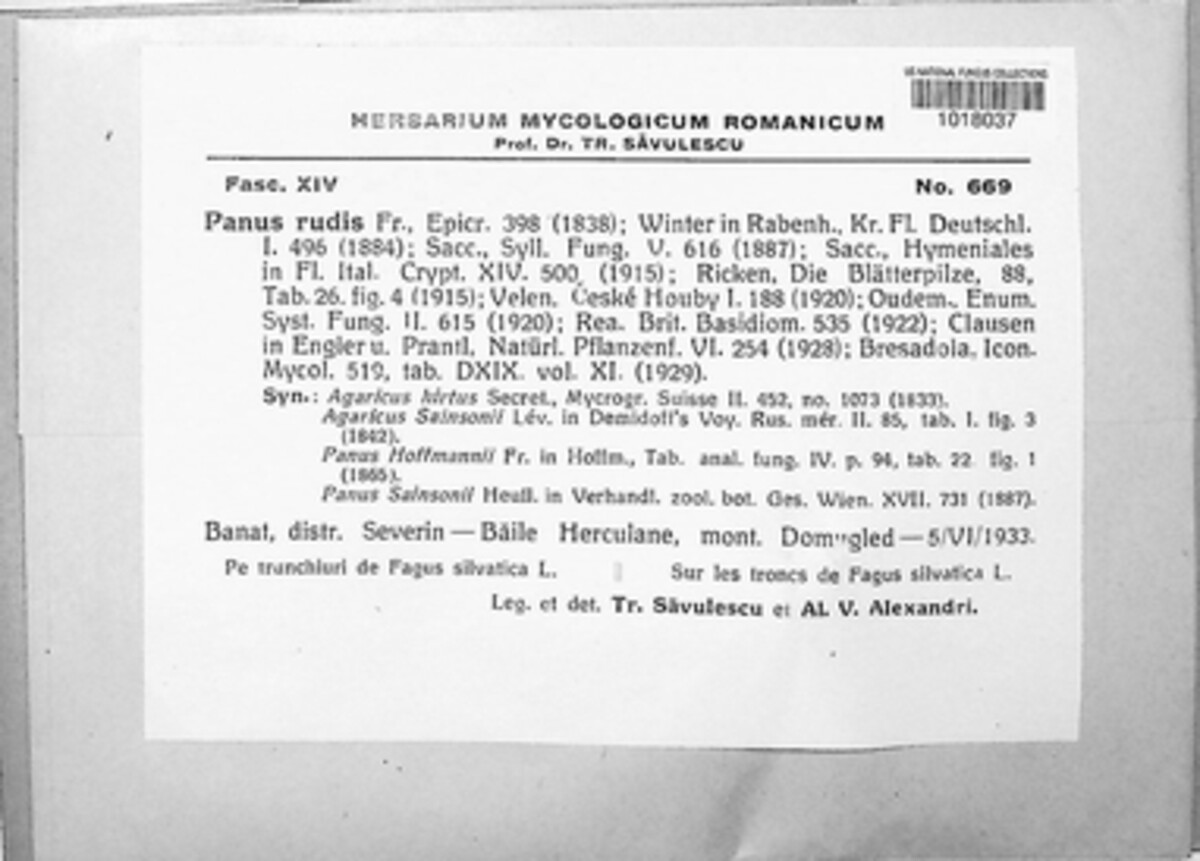 US NATIONAL FUNGUS COLLECTIONS
1018037
HERBARIUM MYCOLOGICUM ROMANICUM
Prof. Dr. TR. SĂVULESCU
Fasc. XIV No. 669
Panus rudis Fr., Epicr. 398 (1838); Winter in Rabenh., Kr. Fl. Deutschl.
I. 496 (1884); Sacc., Syll. Fung. V. 616 (1887); Sacc., Hymeniales
in Fl. Ital. Crypt. XIV. 500 (1915); Ricken, Die Blätterpilze, 88,
Tab. 26. fig. 4 (1915); Velen, České Houby I. 188 (1920); Oudem., Enum.
Syst. Fung. II. 615 (1920); Rea. Brit. Basidiom. 535 (1922); Clausen
in Engler u. Prantl, Natürl. Pflanzenf. VI. 254 (1928); Bresadola, Icon.
Mycol. 519, tab. DXIX. vol. XI. (1929).
Syn.: Agaricus hirtus Secret., Mycogr. Suisse II. 452, no. 1073 (1833).
Agaricus Sainsonii Lév. in Demidoff's Voy. Rus. mér. II. 85, tab. I. fig. 3
(1842).
Panus Hoffmannii Fr. in Hoffm., Tab. anal. fung. IV. p. 94, tab. 22 fig. 1
(1865).
Panus Sainsonii Heufl. in Verhandl. zool. bot. Ges. Wien. XVII. 731 (1887).
Banat, distr. Severin — Băile Herculane, mont. Domugled — 5/VI/1933.
Pe trunchiuri de Fagus silvatica L. Sur les troncs de Fagus silvatica L.
Leg. et det. Tr. Săvulescu et Al. V. Alexandri.